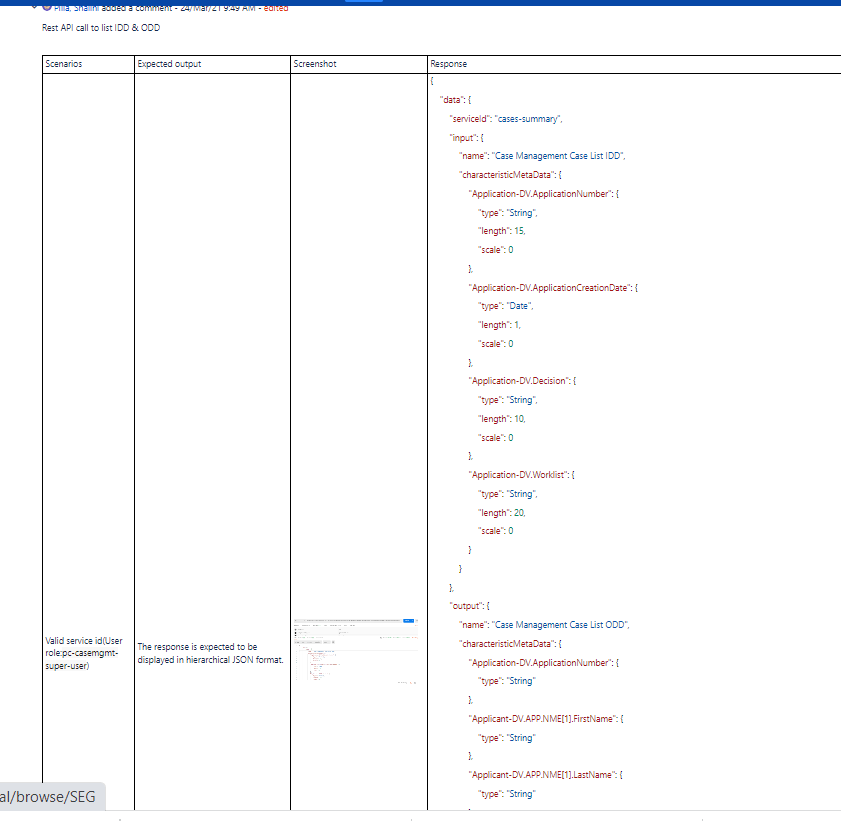 Pilla, Shalini added a comment - 24/Mar/21 9:49 AM - edited
Rest API call to list IDD & ODD
Scenarios
Expected output
Screenshot
Response
Valid service id(User
role:pc-casemgmt-
super-user)
The response is expected to be
displayed in hierarchical JSON format.
{
"data": {
"serviceId": "cases-summary",
"input": {
"name": "Case Management Case List IDD",
"characteristicMetaData": {
"Application-DV.ApplicationNumber": {
"type": "String",
"length": 15,
"scale": 0
},
"Application-DV.ApplicationCreationDate": {
"type": "Date",
"length": 1,
"scale": 0
},
"Application-DV.Decision": {
"type": "String",
"length": 10,
"scale": 0
},
"Application-DV.Worklist": {
"type": "String",
"length": 20,
"scale": 0
}
}
},
"output": {
"name": "Case Management Case List ODD",
"characteristicMetaData": {
"Application-DV.ApplicationNumber": {
"type": "String"
},
"Applicant-DV.APP.NME[1].FirstName": {
"type": "String"
},
"Applicant-DV.APP.NME[1].LastName": {
"type": "String"
al/browse/SEG